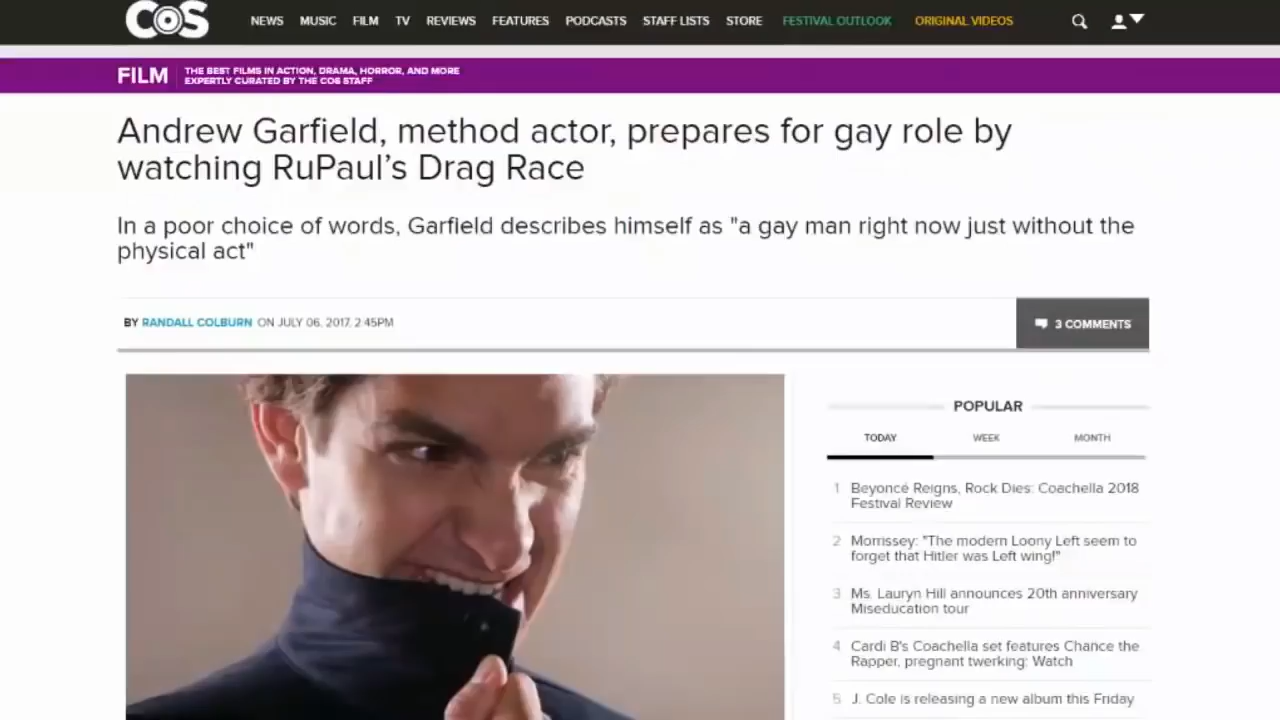 COS
NEWS MUSIC FILM TV REVIEWS FEATURES PODCASTS STAFF LISTS STORE FESTIVAL OUTLOOK ORIGINAL VIDEOS
FILM
THE BEST FILMS IN ACTION, DRAMA, HORROR, AND MORE
EXPERTLY CURATED BY THE COS STAFF
Andrew Garfield, method actor, prepares for gay role by
watching RuPaul's Drag Race
In a poor choice of words, Garfield describes himself as "a gay man right now just without the
physical act"
BY RANDALL COLBURN ON JULY 06, 2017, 2:45PM
3 COMMENTS
POPULAR
TODAY WEEK MONTH
1 Beyoncé Reigns, Rock Dies: Coachella 2018
Festival Review
2 Morrissey: "The modern Loony Left seem to
forget that Hitler was Left wing!"
3 Ms. Lauryn Hill announces 20th anniversary
Miseducation tour
4 Cardi B's Coachella set features Chance the
Rapper, pregnant twerking: Watch
5 J. Cole is releasing a new album this Friday